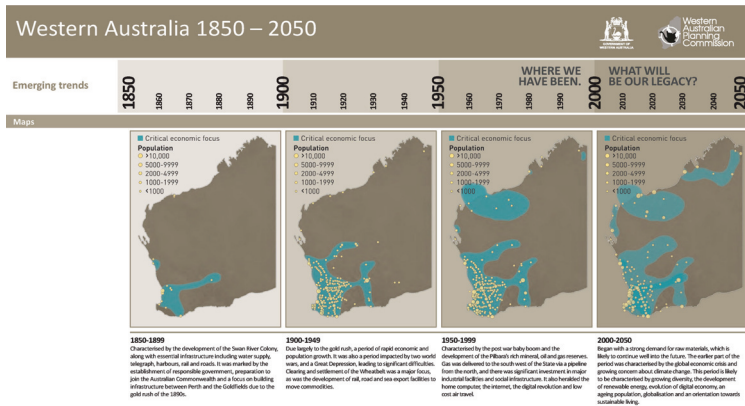 Western Australia 1850 – 2050
GOVERNMENT OF
WESTERN AUSTRALIA
Western
Australian
Planning
Commission
Emerging trends
1850
1860
1870
1880
1890
1900
1910
1920
1930
1940
1950
1960
1970
1980
1990
WHERE WE
HAVE BEEN.
2000
WHAT WILL
BE OUR LEGACY?
2010
2020
2030
2040
2050
Maps
Critical economic focus
Population
>10,000
5000-9999
2000-4999
1000-1999
<1000
Critical economic focus
Population
>10,000
5000-9999
2000-4999
1000-1999
<1000
Critical economic focus
Population
>10,000
5000-9999
2000-4999
1000-1999
<1000
Critical economic focus
Population
>10,000
5000-9999
2000-4999
1000-1999
<1000
1850-1899
Characterised by the development of the Swan River Colony,
along with essential infrastructure including water supply,
telegraph, harbours, rail and roads. It was marked by the
establishment of responsible government, preparation to
join the Australian Commonwealth and a focus on building
infrastructure between Perth and the Goldfields due to the
gold rush of the 1890s.
1900-1949
Due largely to the gold rush, a period of rapid economic and
population growth. It was also a period impacted by two world
wars, and a Great Depression, leading to significant difficulties.
Clearing and settlement of the Wheatbelt was a major focus,
as was the development of rail, road and sea export facilities to
move commodities.
1950-1999
Characterised by the post war baby boom and the
development of the Pilbara's rich mineral, oil and gas reserves.
Gas was delivered to the south west of the State via a pipeline
from the north, and there was significant investment in major
industrial facilities and social infrastructure. It also heralded the
home computer, the internet, the digital revolution and low
cost air travel.
2000-2050
Began with a strong demand for raw materials, which is
likely to continue well into the future. The earlier part of the
period was characterised by the global economic crisis and
growing concern about climate change. This period is likely
to be characterised by growing diversity, the development
of renewable energy, evolution of digital economy, an
ageing population, globalisation and an orientation towards
sustainable living.